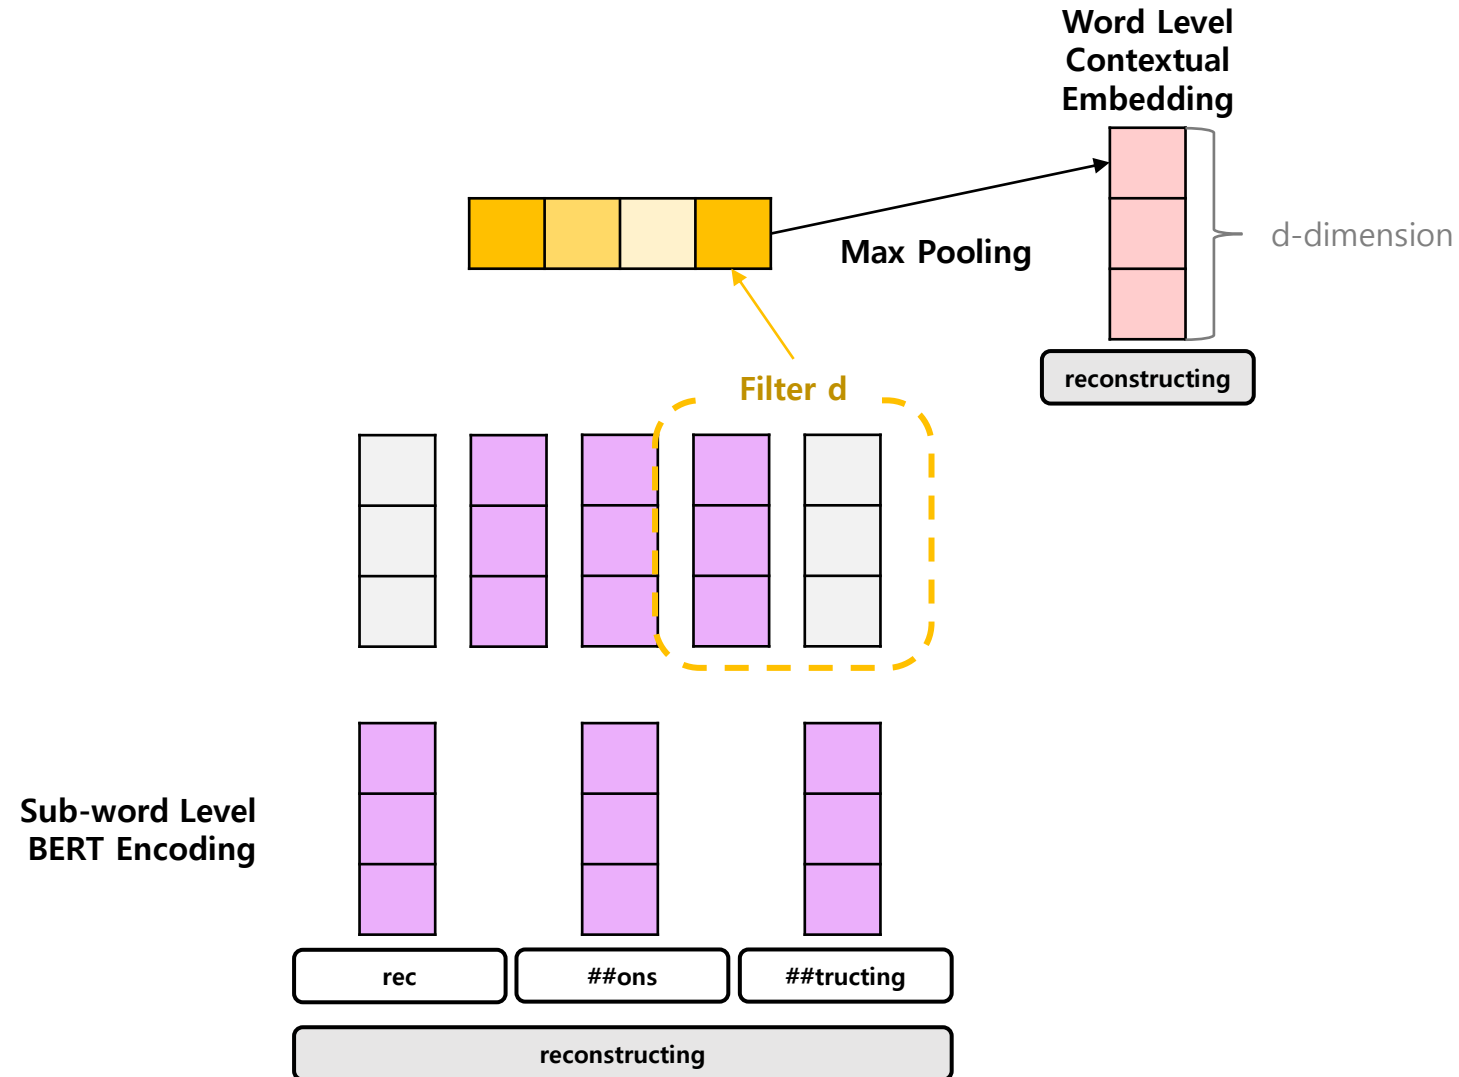 Word Level
Contextual
Embedding
d-dimension
Max Pooling
reconstructing
Filter d
Sub-word Level
BERT Encoding
rec
##ons
##tructing
reconstructing